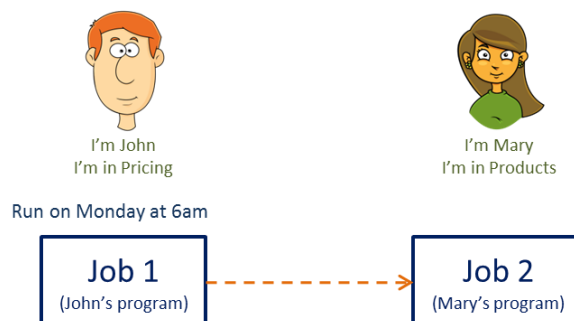 I'm John
I'm in Pricing
I'm Mary
I'm in Products
Run on Monday at 6am
Job 1
(John's program)
Job 2
(Mary's program)